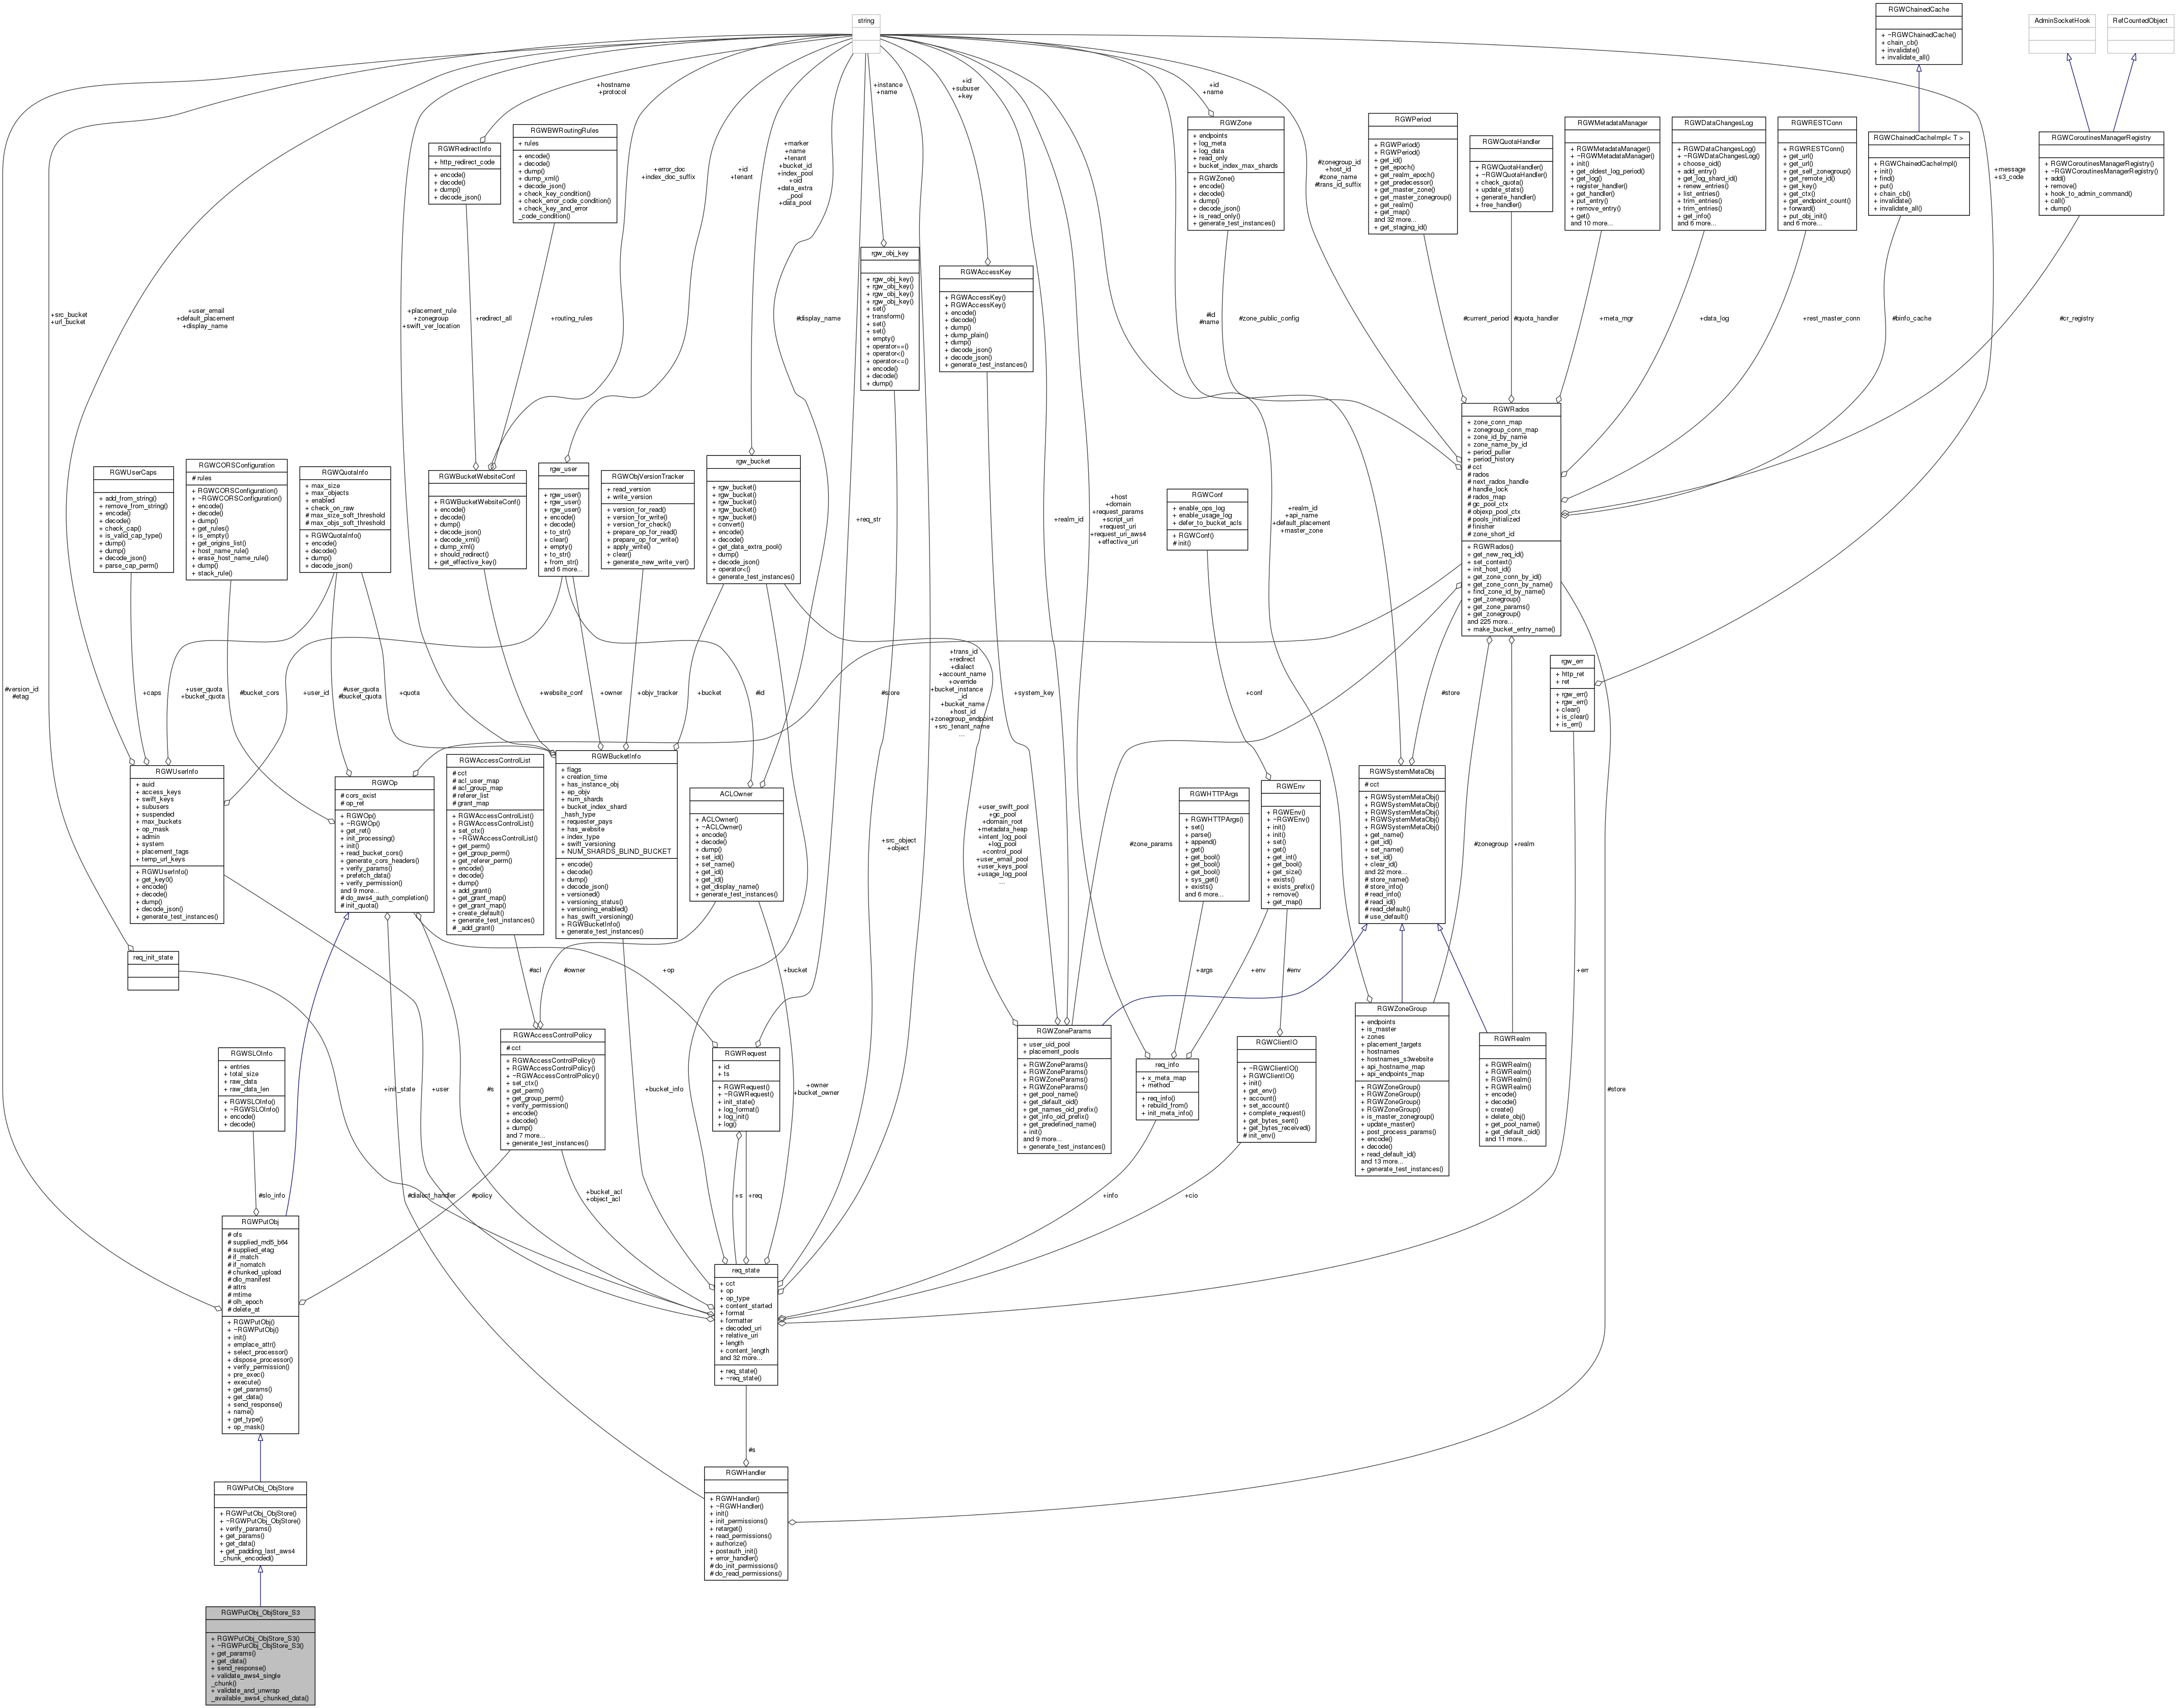 string
RGWChainedCache
+ ~RGWChainedCache()
+ chain_cb()
+ invalidate()
+ invalidate_all()
AdminSocketHook
RefCountedObject
+hostname
+protocol
+instance
+name
+id
+subuser
+key
+id
+name
RGWRedirectInfo
+ http_redirect_code
+ encode()
+ decode()
+ dump()
+ decode_json()
RGWBWRoutingRules
+ rules
+ encode()
+ decode()
+ dump()
+ dump_xml()
+ decode_json()
+ check_key_condition()
+ check_error_code_condition()
+ check_key_and_error
_code_condition()
+error_doc
+index_doc_suffix
+id
+tenant
+marker
+name
+tenant
+bucket_id
+index_pool
+oid
+data_extra
_pool
+data_pool
RGWZone
+ endpoints
+ log_meta
+ log_data
+ read_only
+ bucket_index_max_shards
+ RGWZone()
+ encode()
+ decode()
+ dump()
+ decode_json()
+ is_read_only()
+ generate_test_instances()
#zonegroup_id
#host_id
#zone_name
#trans_id_suffix
RGWPeriod
+ RGWPeriod()
+ RGWPeriod()
+ get_id()
+ get_epoch()
+ get_realm_epoch()
+ get_predecessor()
+ get_master_zone()
+ get_master_zonegroup()
+ get_realm()
+ get_map()
and 32 more...
+ get_staging_id()
RGWQuotaHandler
+ RGWQuotaHandler()
+ ~RGWQuotaHandler()
+ check_quota()
+ update_stats()
+ generate_handler()
+ free_handler()
RGWMetadataManager
+ RGWMetadataManager()
+ ~RGWMetadataManager()
+ init()
+ get_oldest_log_period()
+ get_log()
+ register_handler()
+ get_handler()
+ put_entry()
+ remove_entry()
+ get()
and 10 more...
RGWDataChangesLog
+ RGWDataChangesLog()
+ ~RGWDataChangesLog()
+ choose_oid()
+ add_entry()
+ get_log_shard_id()
+ renew_entries()
+ list_entries()
+ trim_entries()
+ trim_entries()
+ get_info()
and 6 more...
RGWRESTConn
+ RGWRESTConn()
+ get_url()
+ get_url()
+ get_self_zonegroup()
+ get_remote_id()
+ get_key()
+ get_ctx()
+ get_endpoint_count()
+ forward()
+ put_obj_init()
and 6 more...
RGWChainedCacheImpl< T >
+ RGWChainedCacheImpl()
+ init()
+ find()
+ put()
+ chain_cb()
+ invalidate()
+ invalidate_all()
+message
+s3_code
RGWCoroutinesManagerRegistry
+ RGWCoroutinesManagerRegistry()
+ ~RGWCoroutinesManagerRegistry()
+ add()
+ remove()
+ hook_to_admin_command()
+ call()
+ dump()
rgw_obj_key
+ rgw_obj_key()
+ rgw_obj_key()
+ rgw_obj_key()
+ rgw_obj_key()
+ set()
+ transform()
+ set()
+ set()
+ empty()
+ operator==()
+ operator<()
+ operator<=()
+ encode()
+ decode()
+ dump()
RGWAccessKey
+ RGWAccessKey()
+ RGWAccessKey()
+ encode()
+ decode()
+ dump()
+ dump_plain()
+ dump()
+ decode_json()
+ decode_json()
+ generate_test_instances()
+src_bucket
+url_bucket
+user_email
+default_placement
+display_name
+placement_rule
+zonegroup
+swift_ver_location
+redirect_all
+routing_rules
#display_name
#id
#name
#zone_public_config
#current_period
#quota_handler
+meta_mgr
+data_log
+rest_master_conn
#binfo_cache
#cr_registry
RGWUserCaps
+ add_from_string()
+ remove_from_string()
+ encode()
+ decode()
+ check_cap()
+ is_valid_cap_type()
+ dump()
+ dump()
+ decode_json()
+ parse_cap_perm()
RGWCORSConfiguration
# rules
+ RGWCORSConfiguration()
+ ~RGWCORSConfiguration()
+ encode()
+ decode()
+ dump()
+ get_rules()
+ is_empty()
+ get_origins_list()
+ host_name_rule()
+ erase_host_name_rule()
+ dump()
+ stack_rule()
RGWQuotaInfo
+ max_size
+ max_objects
+ enabled
+ check_on_raw
# max_size_soft_threshold
# max_objs_soft_threshold
+ RGWQuotaInfo()
+ encode()
+ decode()
+ dump()
+ decode_json()
RGWBucketWebsiteConf
+ RGWBucketWebsiteConf()
+ encode()
+ decode()
+ dump()
+ decode_json()
+ decode_xml()
+ dump_xml()
+ should_redirect()
+ get_effective_key()
rgw_user
+ rgw_user()
+ rgw_user()
+ rgw_user()
+ encode()
+ decode()
+ to_str()
+ clear()
+ empty()
+ to_str()
+ from_str()
and 6 more...
RGWObjVersionTracker
+ read_version
+ write_version
+ version_for_read()
+ version_for_write()
+ version_for_check()
+ prepare_op_for_read()
+ prepare_op_for_write()
+ apply_write()
+ clear()
+ generate_new_write_ver()
rgw_bucket
+ rgw_bucket()
+ rgw_bucket()
+ rgw_bucket()
+ rgw_bucket()
+ rgw_bucket()
+ convert()
+ encode()
+ decode()
+ get_data_extra_pool()
+ dump()
+ decode_json()
+ operator<()
+ generate_test_instances()
+req_str
+realm_id
+host
+domain
+request_params
+script_uri
+request_uri
+request_uri_aws4
+effective_uri
RGWConf
+ enable_ops_log
+ enable_usage_log
+ defer_to_bucket_acls
+ RGWConf()
# init()
+realm_id
+api_name
+default_placement
+master_zone
RGWRados
+ zone_conn_map
+ zonegroup_conn_map
+ zone_id_by_name
+ zone_name_by_id
+ period_puller
+ period_history
# cct
# rados
# next_rados_handle
# handle_lock
# rados_map
# gc_pool_ctx
# objexp_pool_ctx
# pools_initialized
# finisher
# zone_short_id
+ RGWRados()
+ get_new_req_id()
+ set_context()
+ init_host_id()
+ get_zone_conn_by_id()
+ get_zone_conn_by_name()
+ find_zone_id_by_name()
+ get_zonegroup()
+ get_zone_params()
+ get_zonegroup()
and 225 more...
+ make_bucket_entry_name()
rgw_err
+ http_ret
+ ret
+ rgw_err()
+ rgw_err()
+ clear()
+ is_clear()
+ is_err()
#version_id
#etag
+caps
+user_quota
+bucket_quota
#bucket_cors
+user_id
#user_quota
#bucket_quota
+quota
+website_conf
+owner
+objv_tracker
+bucket
#id
#store
+trans_id
+redirect
+dialect
+account_name
+override
+bucket_instance
_id
+bucket_name
+host_id
+zonegroup_endpoint
+src_tenant_name
...
+system_key
+conf
#store
RGWUserInfo
+ auid
+ access_keys
+ swift_keys
+ subusers
+ suspended
+ max_buckets
+ op_mask
+ admin
+ system
+ placement_tags
+ temp_url_keys
+ RGWUserInfo()
+ get_key0()
+ encode()
+ decode()
+ dump()
+ decode_json()
+ generate_test_instances()
RGWOp
# cors_exist
# op_ret
+ RGWOp()
+ ~RGWOp()
+ get_ret()
+ init_processing()
+ init()
+ read_bucket_cors()
+ generate_cors_headers()
+ verify_params()
+ prefetch_data()
+ verify_permission()
and 9 more...
+ do_aws4_auth_completion()
# init_quota()
RGWAccessControlList
# cct
# acl_user_map
# acl_group_map
# referer_list
# grant_map
+ RGWAccessControlList()
+ RGWAccessControlList()
+ set_ctx()
+ ~RGWAccessControlList()
+ get_perm()
+ get_group_perm()
+ get_referer_perm()
+ encode()
+ decode()
+ dump()
+ add_grant()
+ get_grant_map()
+ get_grant_map()
+ create_default()
+ generate_test_instances()
# _add_grant()
RGWBucketInfo
+ flags
+ creation_time
+ has_instance_obj
+ ep_objv
+ num_shards
+ bucket_index_shard
_hash_type
+ requester_pays
+ has_website
+ index_type
+ swift_versioning
+ NUM_SHARDS_BLIND_BUCKET
+ encode()
+ decode()
+ dump()
+ decode_json()
+ versioned()
+ versioning_status()
+ versioning_enabled()
+ has_swift_versioning()
+ RGWBucketInfo()
+ generate_test_instances()
ACLOwner
+ ACLOwner()
+ ~ACLOwner()
+ encode()
+ decode()
+ dump()
+ set_id()
+ set_name()
+ get_id()
+ get_id()
+ get_display_name()
+ generate_test_instances()
+src_object
+object
+user_swift_pool
+gc_pool
+domain_root
+metadata_heap
+intent_log_pool
+log_pool
+control_pool
+user_email_pool
+user_keys_pool
+usage_log_pool
...
#zone_params
RGWHTTPArgs
+ RGWHTTPArgs()
+ set()
+ parse()
+ append()
+ get()
+ get_bool()
+ get_bool()
+ get_bool()
+ sys_get()
+ exists()
and 6 more...
RGWEnv
+ RGWEnv()
+ ~RGWEnv()
+ init()
+ init()
+ set()
+ get()
+ get_int()
+ get_bool()
+ get_size()
+ exists()
+ exists_prefix()
+ remove()
+ get_map()
RGWSystemMetaObj
# cct
+ RGWSystemMetaObj()
+ RGWSystemMetaObj()
+ RGWSystemMetaObj()
+ RGWSystemMetaObj()
+ RGWSystemMetaObj()
+ get_name()
+ get_id()
+ set_name()
+ set_id()
+ clear_id()
and 22 more...
# store_name()
# store_info()
# read_info()
# read_id()
# read_default()
# use_default()
#zonegroup
+realm
req_init_state
#acl
#owner
+op
+bucket
+args
+env
#env
+err
RGWSLOInfo
+ entries
+ total_size
+ raw_data
+ raw_data_len
+ RGWSLOInfo()
+ ~RGWSLOInfo()
+ encode()
+ decode()
+init_state
+user
#s
RGWAccessControlPolicy
# cct
+ RGWAccessControlPolicy()
+ RGWAccessControlPolicy()
+ ~RGWAccessControlPolicy()
+ set_ctx()
+ get_perm()
+ get_group_perm()
+ verify_permission()
+ encode()
+ decode()
+ dump()
and 7 more...
+ generate_test_instances()
+bucket_info
RGWRequest
+ id
+ ts
+ RGWRequest()
+ ~RGWRequest()
+ init_state()
+ log_format()
+ log_init()
+ log()
+owner
+bucket_owner
RGWZoneParams
+ user_uid_pool
+ placement_pools
+ RGWZoneParams()
+ RGWZoneParams()
+ RGWZoneParams()
+ RGWZoneParams()
+ get_pool_name()
+ get_default_oid()
+ get_names_oid_prefix()
+ get_info_oid_prefix()
+ get_predefined_name()
+ init()
and 9 more...
+ generate_test_instances()
req_info
+ x_meta_map
+ method
+ req_info()
+ rebuild_from()
+ init_meta_info()
RGWClientIO
+ ~RGWClientIO()
+ RGWClientIO()
+ init()
+ get_env()
+ account()
+ set_account()
+ complete_request()
+ get_bytes_sent()
+ get_bytes_received()
# init_env()
RGWZoneGroup
+ endpoints
+ is_master
+ zones
+ placement_targets
+ hostnames
+ hostnames_s3website
+ api_hostname_map
+ api_endpoints_map
+ RGWZoneGroup()
+ RGWZoneGroup()
+ RGWZoneGroup()
+ RGWZoneGroup()
+ is_master_zonegroup()
+ update_master()
+ post_process_params()
+ encode()
+ decode()
+ read_default_id()
and 13 more...
+ generate_test_instances()
RGWRealm
+ RGWRealm()
+ RGWRealm()
+ RGWRealm()
+ RGWRealm()
+ encode()
+ decode()
+ create()
+ delete_obj()
+ get_pool_name()
+ get_default_oid()
and 11 more...
#store
#slo_info
#dialect_handler
#policy
+bucket_acl
+object_acl
+s
+req
+info
+cio
RGWPutObj
# ofs
# supplied_md5_b64
# supplied_etag
# if_match
# if_nomatch
# chunked_upload
# dlo_manifest
# attrs
# mtime
# olh_epoch
# delete_at
+ RGWPutObj()
+ ~RGWPutObj()
+ init()
+ emplace_attr()
+ select_processor()
+ dispose_processor()
+ verify_permission()
+ pre_exec()
+ execute()
+ get_params()
+ get_data()
+ send_response()
+ name()
+ get_type()
+ op_mask()
req_state
+ cct
+ op
+ op_type
+ content_started
+ format
+ formatter
+ decoded_uri
+ relative_uri
+ length
+ content_length
and 32 more...
+ req_state()
+ ~req_state()
#s
RGWHandler
+ RGWHandler()
+ ~RGWHandler()
+ init()
+ init_permissions()
+ retarget()
+ read_permissions()
+ authorize()
+ postauth_init()
+ error_handler()
# do_init_permissions()
# do_read_permissions()
RGWPutObj_ObjStore
+ RGWPutObj_ObjStore()
+ ~RGWPutObj_ObjStore()
+ verify_params()
+ get_params()
+ get_data()
+ get_padding_last_aws4
_chunk_encoded()
RGWPutObj_ObjStore_S3
+ RGWPutObj_ObjStore_S3()
+ ~RGWPutObj_ObjStore_S3()
+ get_params()
+ get_data()
+ send_response()
+ validate_aws4_single
_chunk()
+ validate_and_unwrap
_available_aws4_chunked_data()